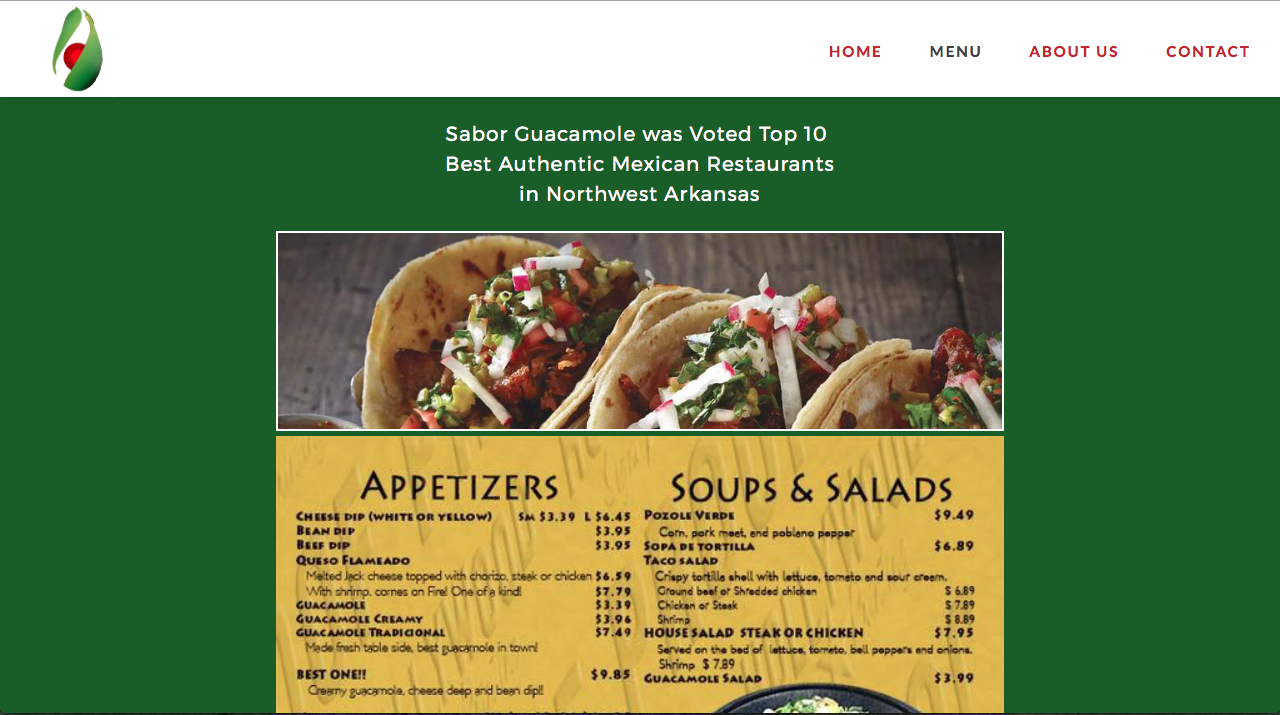 HOME MENU ABOUT US CONTACT
Sabor Guacamole was Voted Top 10
Best Authentic Mexican Restaurants
in Northwest Arkansas
APPETIZERS
CHEESE DIP (WHITE OR YELLOW) SM $3.39 L $6.45
BEAN DIP $3.95
BEEF DIP $3.95
QUESO FLAMEADO
Melted Jack cheese topped with chorizo, steak or chicken $6.59
With shrimp, comes on Fire! One of a kind! $7.79
GUACAMOLE $3.39
GUACAMOLE CREAMY $3.96
GUACAMOLE TRADICIONAL $7.49
Made fresh table side, best guacamole in town!
BEST ONE!! $9.85
Creamy guacamole, cheese deep and bean dip!!
SOUPS & SALADS
POZOLE VERDE $9.49
Corn, pork meat, and poblano pepper
SOPA DE TORTILLA $6.89
TACO SALAD
Crispy tortilla shell with lettuce, tomato and sour cream.
Ground beef or Shredded chicken $ 6.89
Chicken or Steak $ 7.89
Shrimp $ 8.89
HOUSE SALAD STEAK OR CHICKEN $7.95
Served on the bed of lettuce, tomato, bell peppers and onions.
Shrimp $ 7.89
GUACAMOLE SALAD $3.99